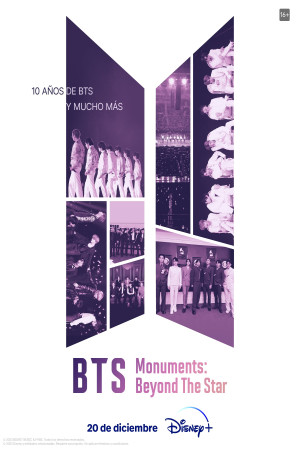 16+
10 AÑOS DE BTS
Y MUCHO MÁS
BTS
Monuments:
Beyond The Star
20 de diciembre
Disney+